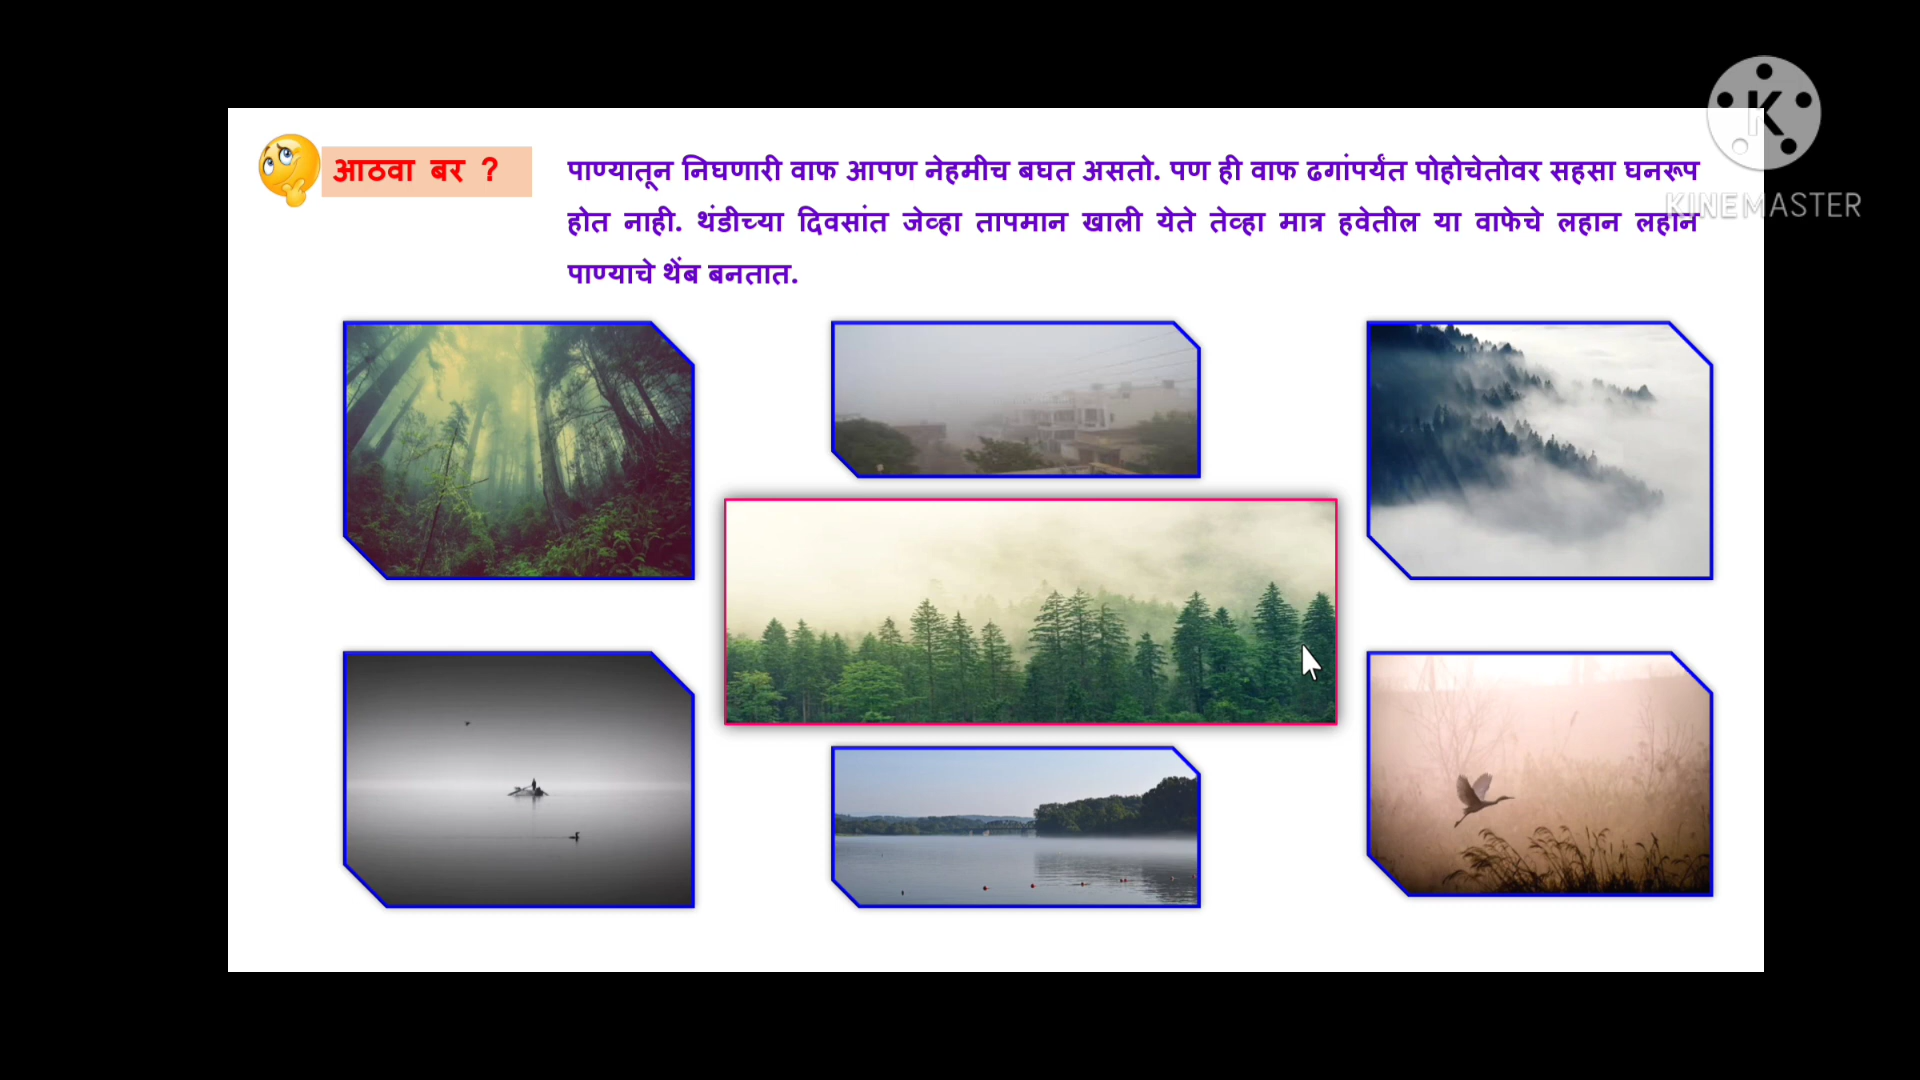 आठवा बर ?
पाण्यातून निघणारी वाफ आपण नेहमीच बघत असतो. पण ही वाफ ढगांपर्यंत पोहोचेतोवर सहसा घनरूप
होत नाही. थंडीच्या दिवसांत जेव्हा तापमान खाली येते तेव्हा मात्र हवेतील या वाफेचे लहान लहान
पाण्याचे थेंब बनतात.
K
KINEMASTER